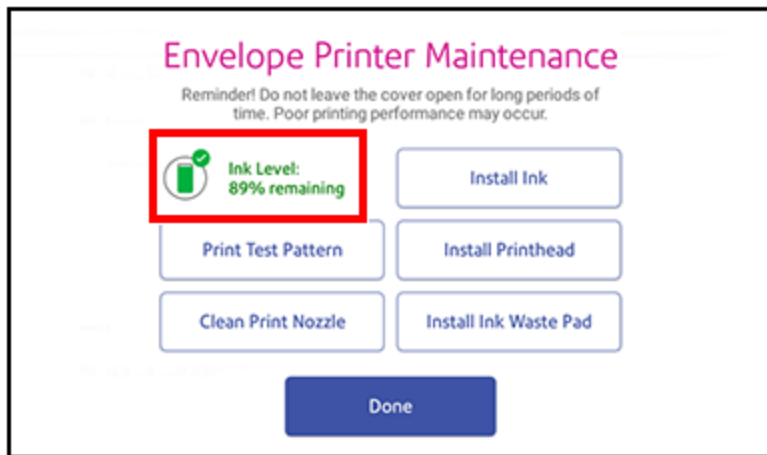 Envelope Printer Maintenance
Reminder! Do not leave the cover open for long periods of
time. Poor printing performance may occur.
Ink Level:
89% remaining
Install Ink
Print Test Pattern
Install Printhead
Clean Print Nozzle
Install Ink Waste Pad
Done